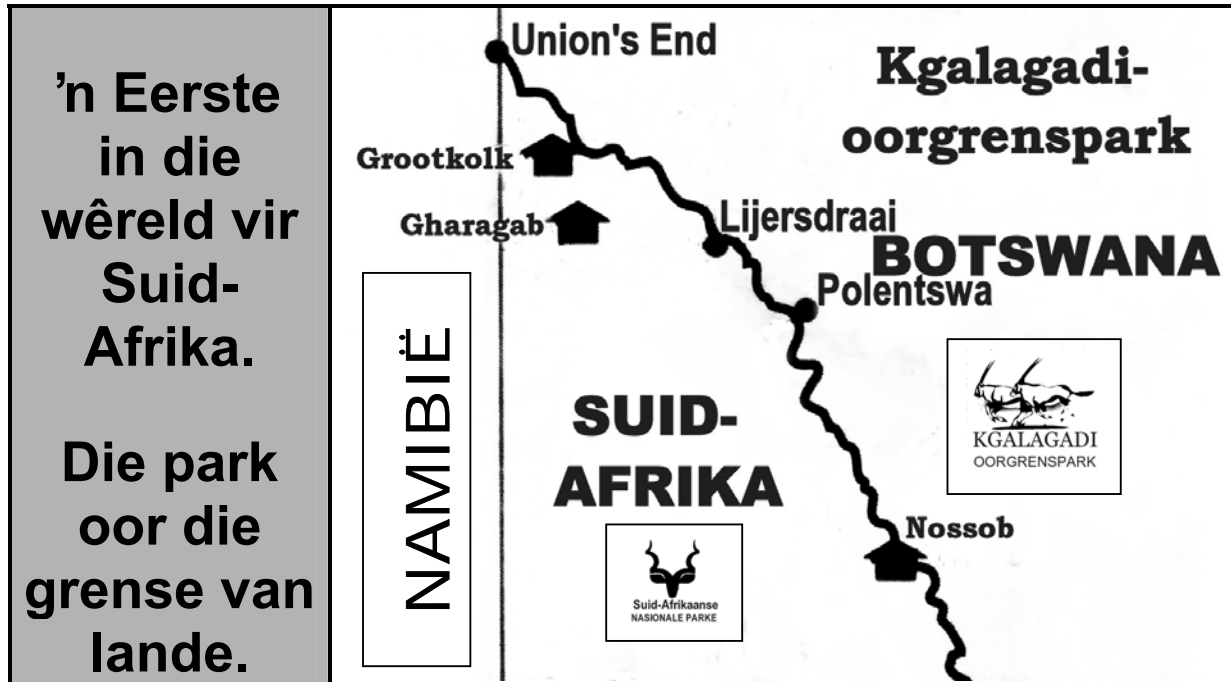 ’n Eerste
in die
wêreld vir
Suid-
Afrika.
Die park
oor die
grense van
lande.
Union's End
Kgalagadi-
oorgrenspark
Grootkolk
Gharagab
Lijersdraai
BOTSWANA
Polentswa
NAMIBIË
SUID-
AFRIKA
KGALAGADI
OORGRENSPARK
Nossob
Suid-Afrikaanse
NASIONALE PARKE